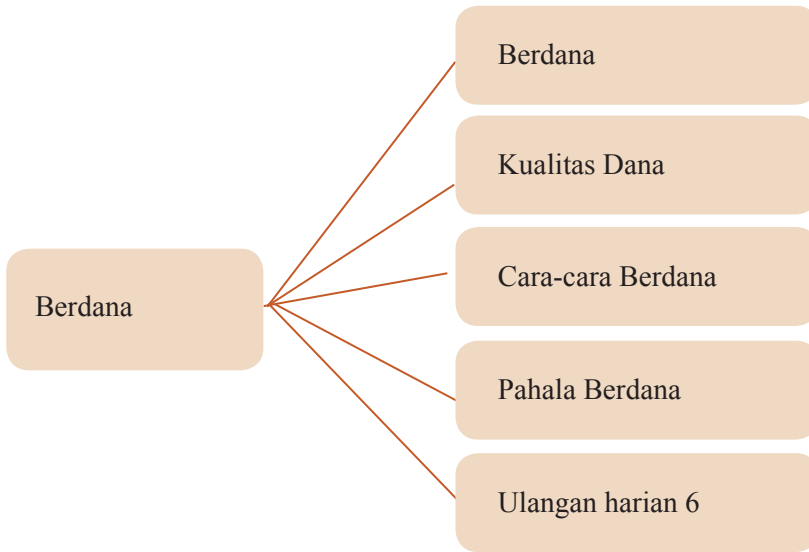 Berdana
Berdana
Kualitas Dana
Cara-cara Berdana
Pahala Berdana
Ulangan harian 6